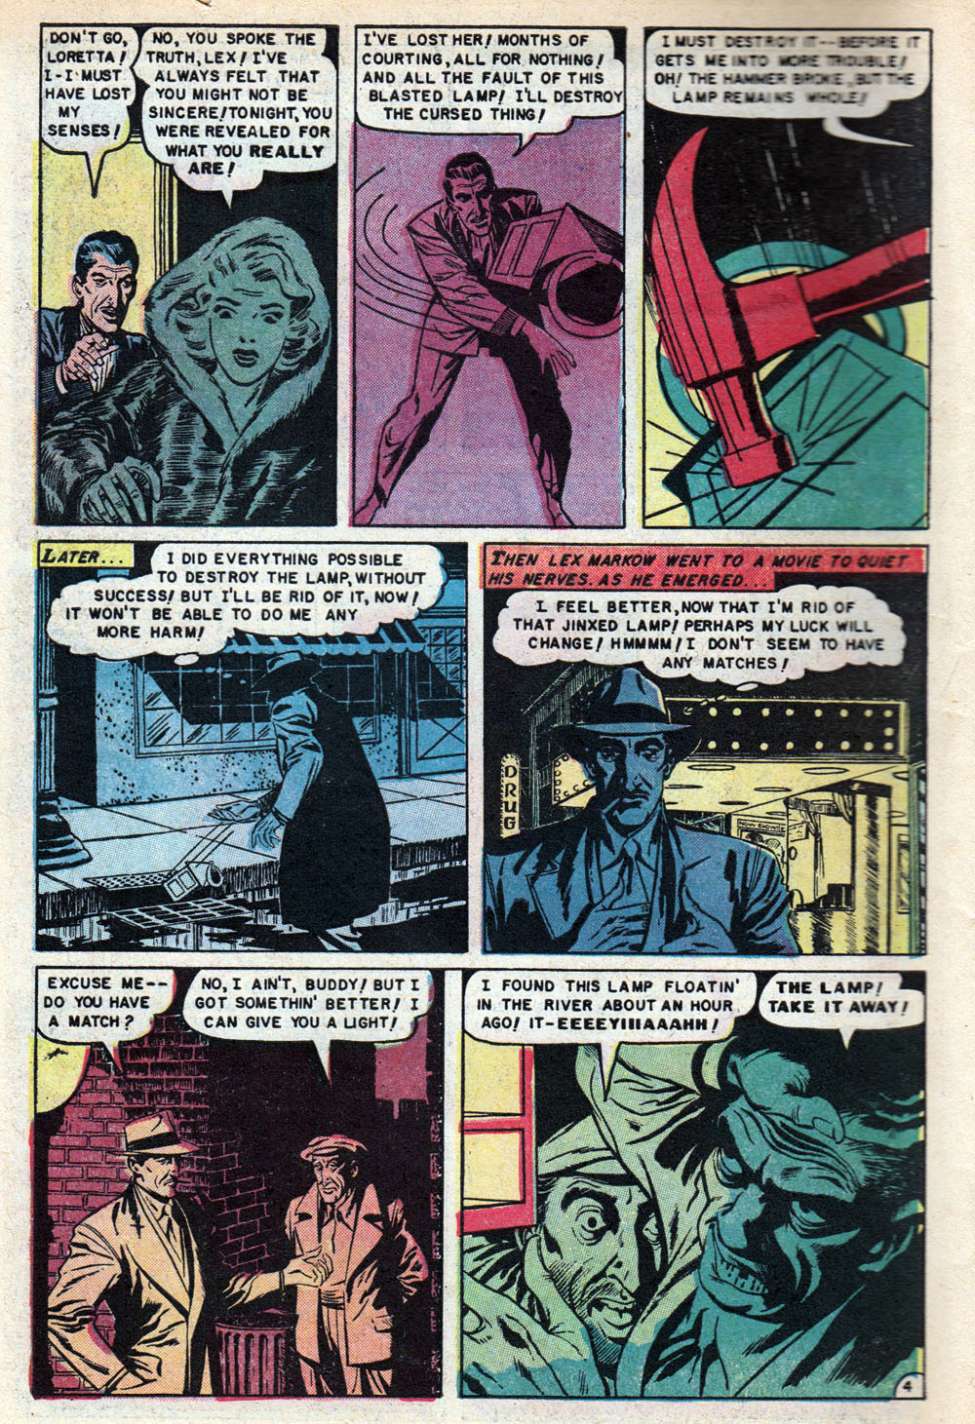 DON'T GO,
LORETTA!
I-I MUST
HAVE LOST
MY
SENSES!
NO, YOU SPOKE THE
TRUTH, LEX! I'VE
ALWAYS FELT THAT
YOU MIGHT NOT BE
SINCERE! TONIGHT, YOU
WERE REVEALED FOR
WHAT YOU REALLY
ARE!
I'VE LOST HER! MONTHS OF
COURTING, ALL FOR NOTHING!
AND ALL THE FAULT OF THIS
BLASTED LAMP! I'LL DESTROY
THE CURSED THING!
I MUST DESTROY IT--BEFORE IT
GETS ME INTO MORE TROUBLE!
OH! THE HAMMER BROKE, BUT THE
LAMP REMAINS WHOLE!
LATER...
I DID EVERYTHING POSSIBLE
TO DESTROY THE LAMP, WITHOUT
SUCCESS! BUT I'LL BE RID OF IT, NOW!
IT WON'T BE ABLE TO DO ME ANY
MORE HARM!
THEN LEX MARKOW WENT TO A MOVIE TO QUIET
HIS NERVES. AS HE EMERGED...
I FEEL BETTER, NOW THAT I'M RID OF
THAT JINXED LAMP! PERHAPS MY LUCK WILL
CHANGE! HMMMM! I DON'T SEEM TO HAVE
ANY MATCHES!
DRUG
EXCUSE ME--
DO YOU HAVE
A MATCH?
NO, I AIN'T, BUDDY! BUT I
GOT SOMETHIN' BETTER! I
CAN GIVE YOU A LIGHT!
I FOUND THIS LAMP FLOATIN'
IN THE RIVER ABOUT AN HOUR
AGO! IT-EEEEYIIIAAAHH!
THE LAMP!
TAKE IT AWAY!
4